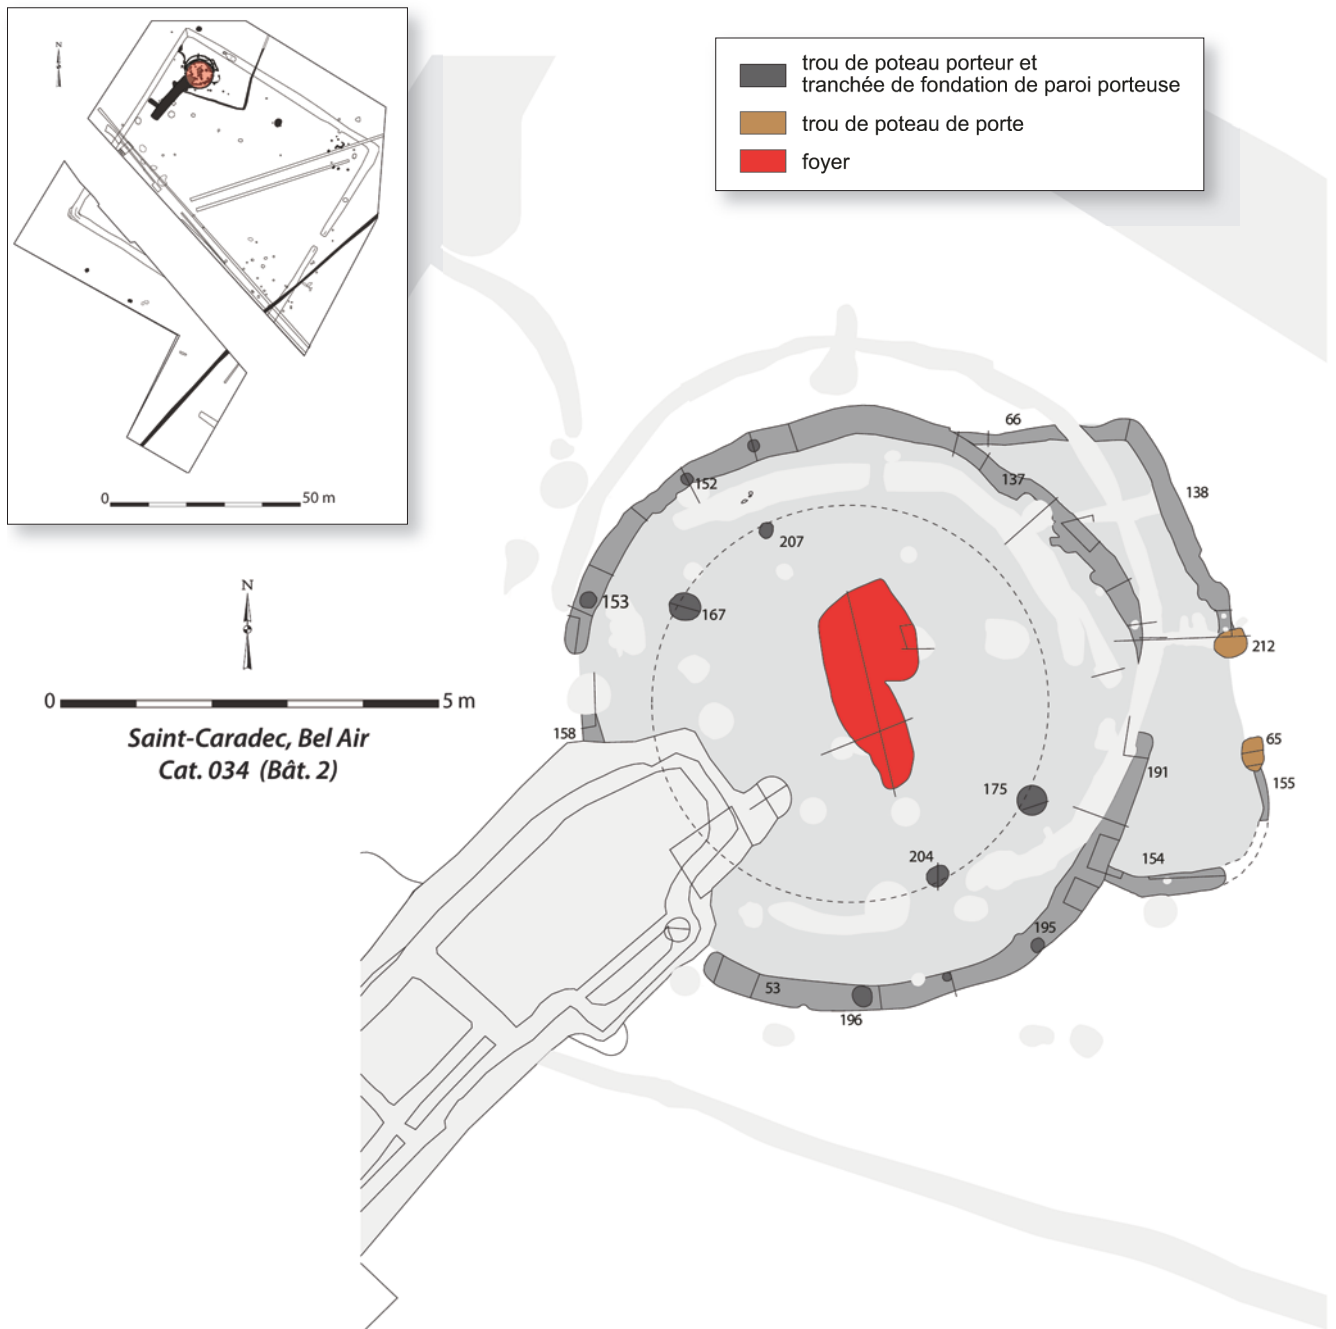 N
0
50 m
trou de poteau porteur et
tranchée de fondation de paroi porteuse
trou de poteau de porte
foyer
N
0
5 m
Saint-Caradec, Bel Air
Cat. 034 (Bât. 2)
66
137
138
152
207
153
167
212
158
65
191
155
175
204
154
195
53
196